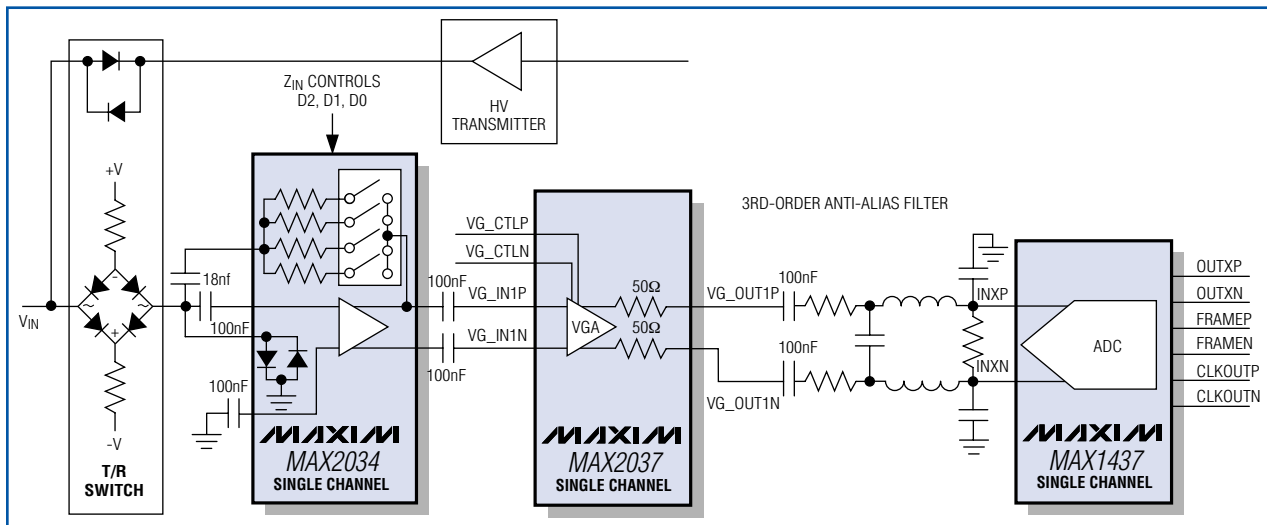 Z_IN CONTROLS
D2, D1, D0
HV
TRANSMITTER
+V
-
~
~
+
V_IN
-V
T/R
SWITCH
18nf
100nF
100nF
MAXIM
MAX2034
SINGLE CHANNEL
100nF
100nF
VG_CTLP
VG_CTLN
VG_IN1P
VG_IN1N
VGA
50Ω
50Ω
MAXIM
MAX2037
SINGLE CHANNEL
3RD-ORDER ANTI-ALIAS FILTER
VG_OUT1P
VG_OUT1N
100nF
100nF
INXP
INXN
ADC
MAXIM
MAX1437
SINGLE CHANNEL
OUTXP
OUTXN
FRAMEP
FRAMEN
CLKOUTP
CLKOUTN